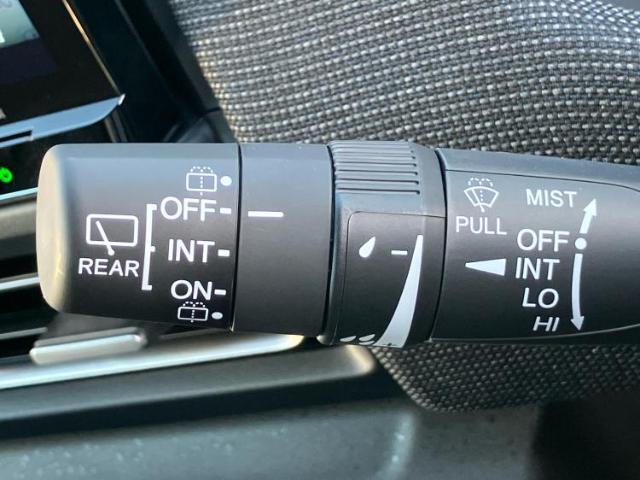 OFF
INT
REAR
ON
MIST
PULL
OFF
INT
LO
HI